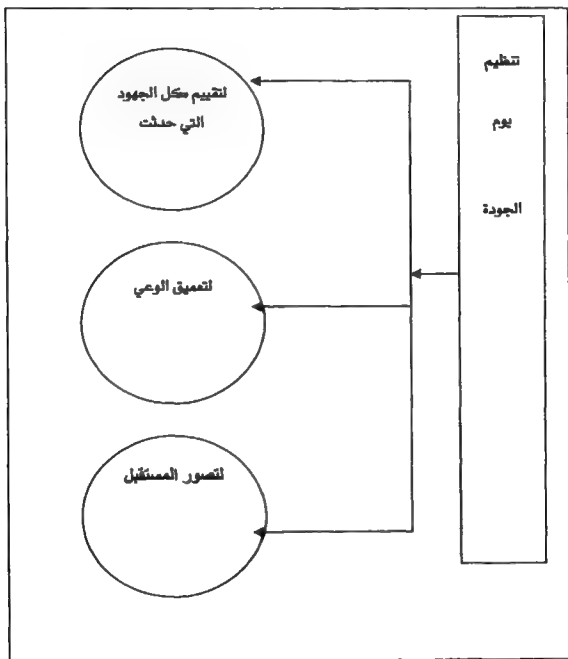 تنظيم
يوم
الجودة
لتقييم كل الجهود
التي حدثت
لتعميق الوعي
لتصور المستقبل